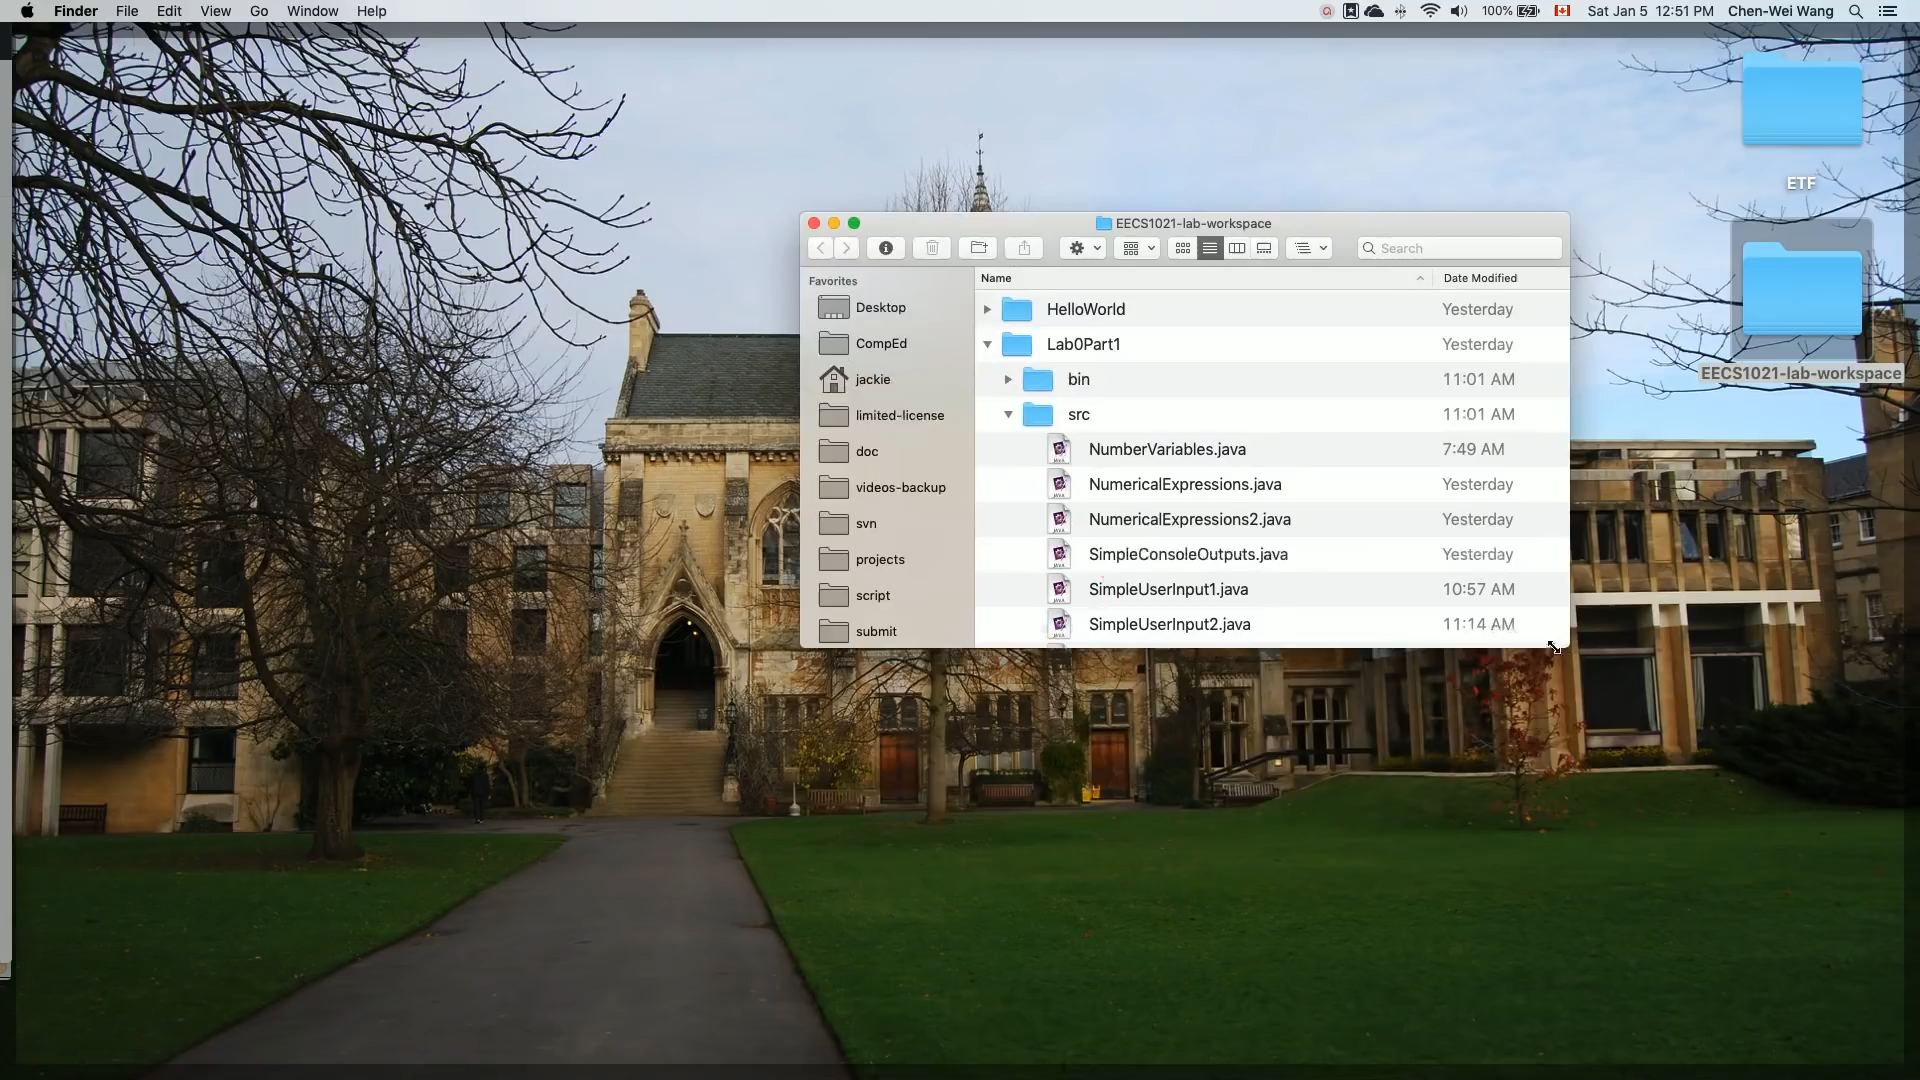 Finder File Edit View Go Window Help 100% Sat Jan 5 12:51 PM Chen-Wei Wang
ETF
EECS1021-lab-workspace
EECS1021-lab-workspace
Search
Favorites
Desktop
CompEd
jackie
limited-license
doc
videos-backup
svn
projects
script
submit
Name Date Modified
HelloWorld Yesterday
Lab0Part1 Yesterday
bin 11:01 AM
src 11:01 AM
NumberVariables.java 7:49 AM
NumericalExpressions.java Yesterday
NumericalExpressions2.java Yesterday
SimpleConsoleOutputs.java Yesterday
SimpleUserInput1.java 10:57 AM
SimpleUserInput2.java 11:14 AM